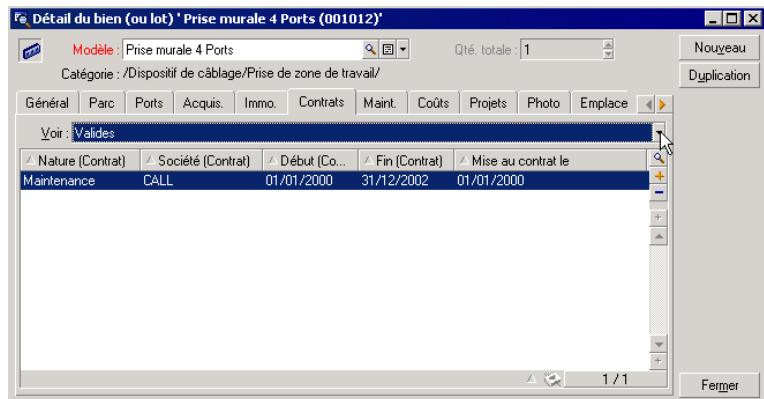 Détail du bien (ou lot) ' Prise murale 4 Ports (001012)'
Modèle : Prise murale 4 Ports Qté. totale : 1 Nouveau
Catégorie : /Dispositif de câblage/Prise de zone de travail/ Duplication
Général Parc Ports Acquis. Immo. Contrats Maint. Coûts Projets Photo Emplace
Voir : Valides
Nature (Contrat) Société (Contrat) Début (Co... Fin (Contrat) Mise au contrat le
Maintenance CALL 01/01/2000 31/12/2002 01/01/2000
1 / 1
Fermer